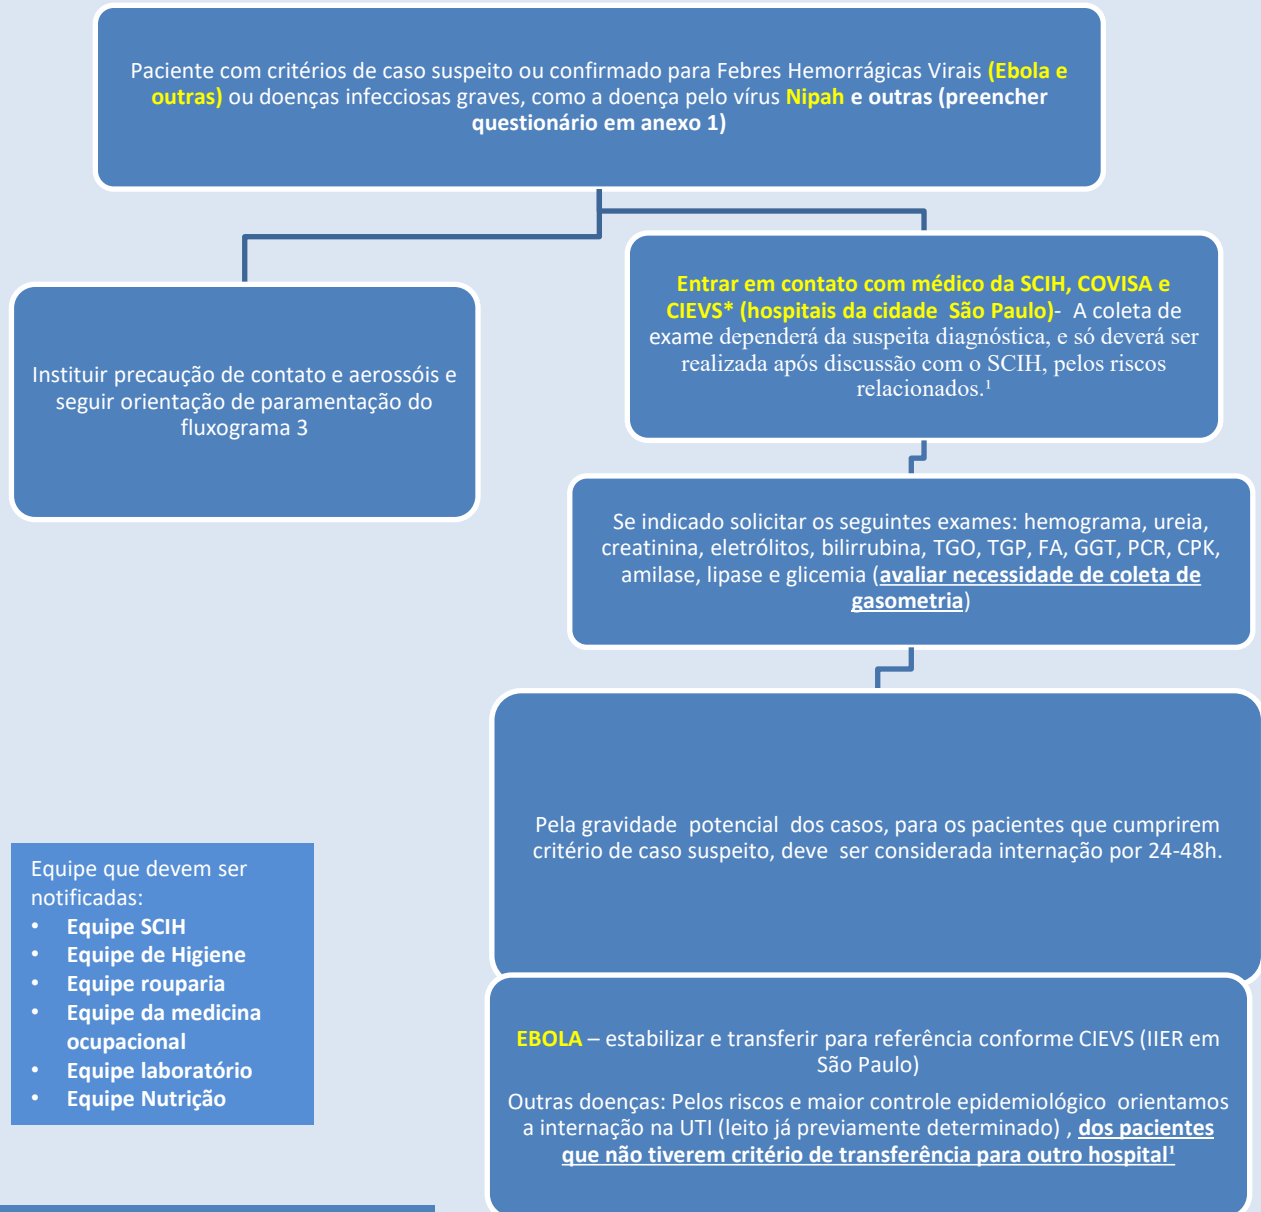 Paciente com critérios de caso suspeito ou confirmado para Febres Hemorrágicas Virais (Ebola e
outras) ou doenças infecciosas graves, como a doença pelo vírus Nipah e outras (preencher
questionário em anexo 1)
Instituir precaução de contato e aerossóis e
seguir orientação de paramentação do
fluxograma 3
Entrar em contato com médico da SCIH, COVISA e
CIEVS* (hospitais da cidade São Paulo)- A coleta de
exame dependerá da suspeita diagnóstica, e só deverá ser
realizada após discussão com o SCIH, pelos riscos
relacionados.¹
Se indicado solicitar os seguintes exames: hemograma, ureia,
creatinina, eletrólitos, bilirrubina, TGO, TGP, FA, GGT, PCR, CPK,
amilase, lipase e glicemia (avaliar necessidade de coleta de
gasometria)
Pela gravidade potencial dos casos, para os pacientes que cumprirem
critério de caso suspeito, deve ser considerada internação por 24-48h.
Equipe que devem ser
notificadas:
• Equipe SCIH
• Equipe de Higiene
• Equipe rouparia
• Equipe da medicina
ocupacional
• Equipe laboratório
• Equipe Nutrição
EBOLA – estabilizar e transferir para referência conforme CIEVS (IIER em
São Paulo)
Outras doenças: Pelos riscos e maior controle epidemiológico orientamos
a internação na UTI (leito já previamente determinado) , dos pacientes
que não tiverem critério de transferência para outro hospital¹